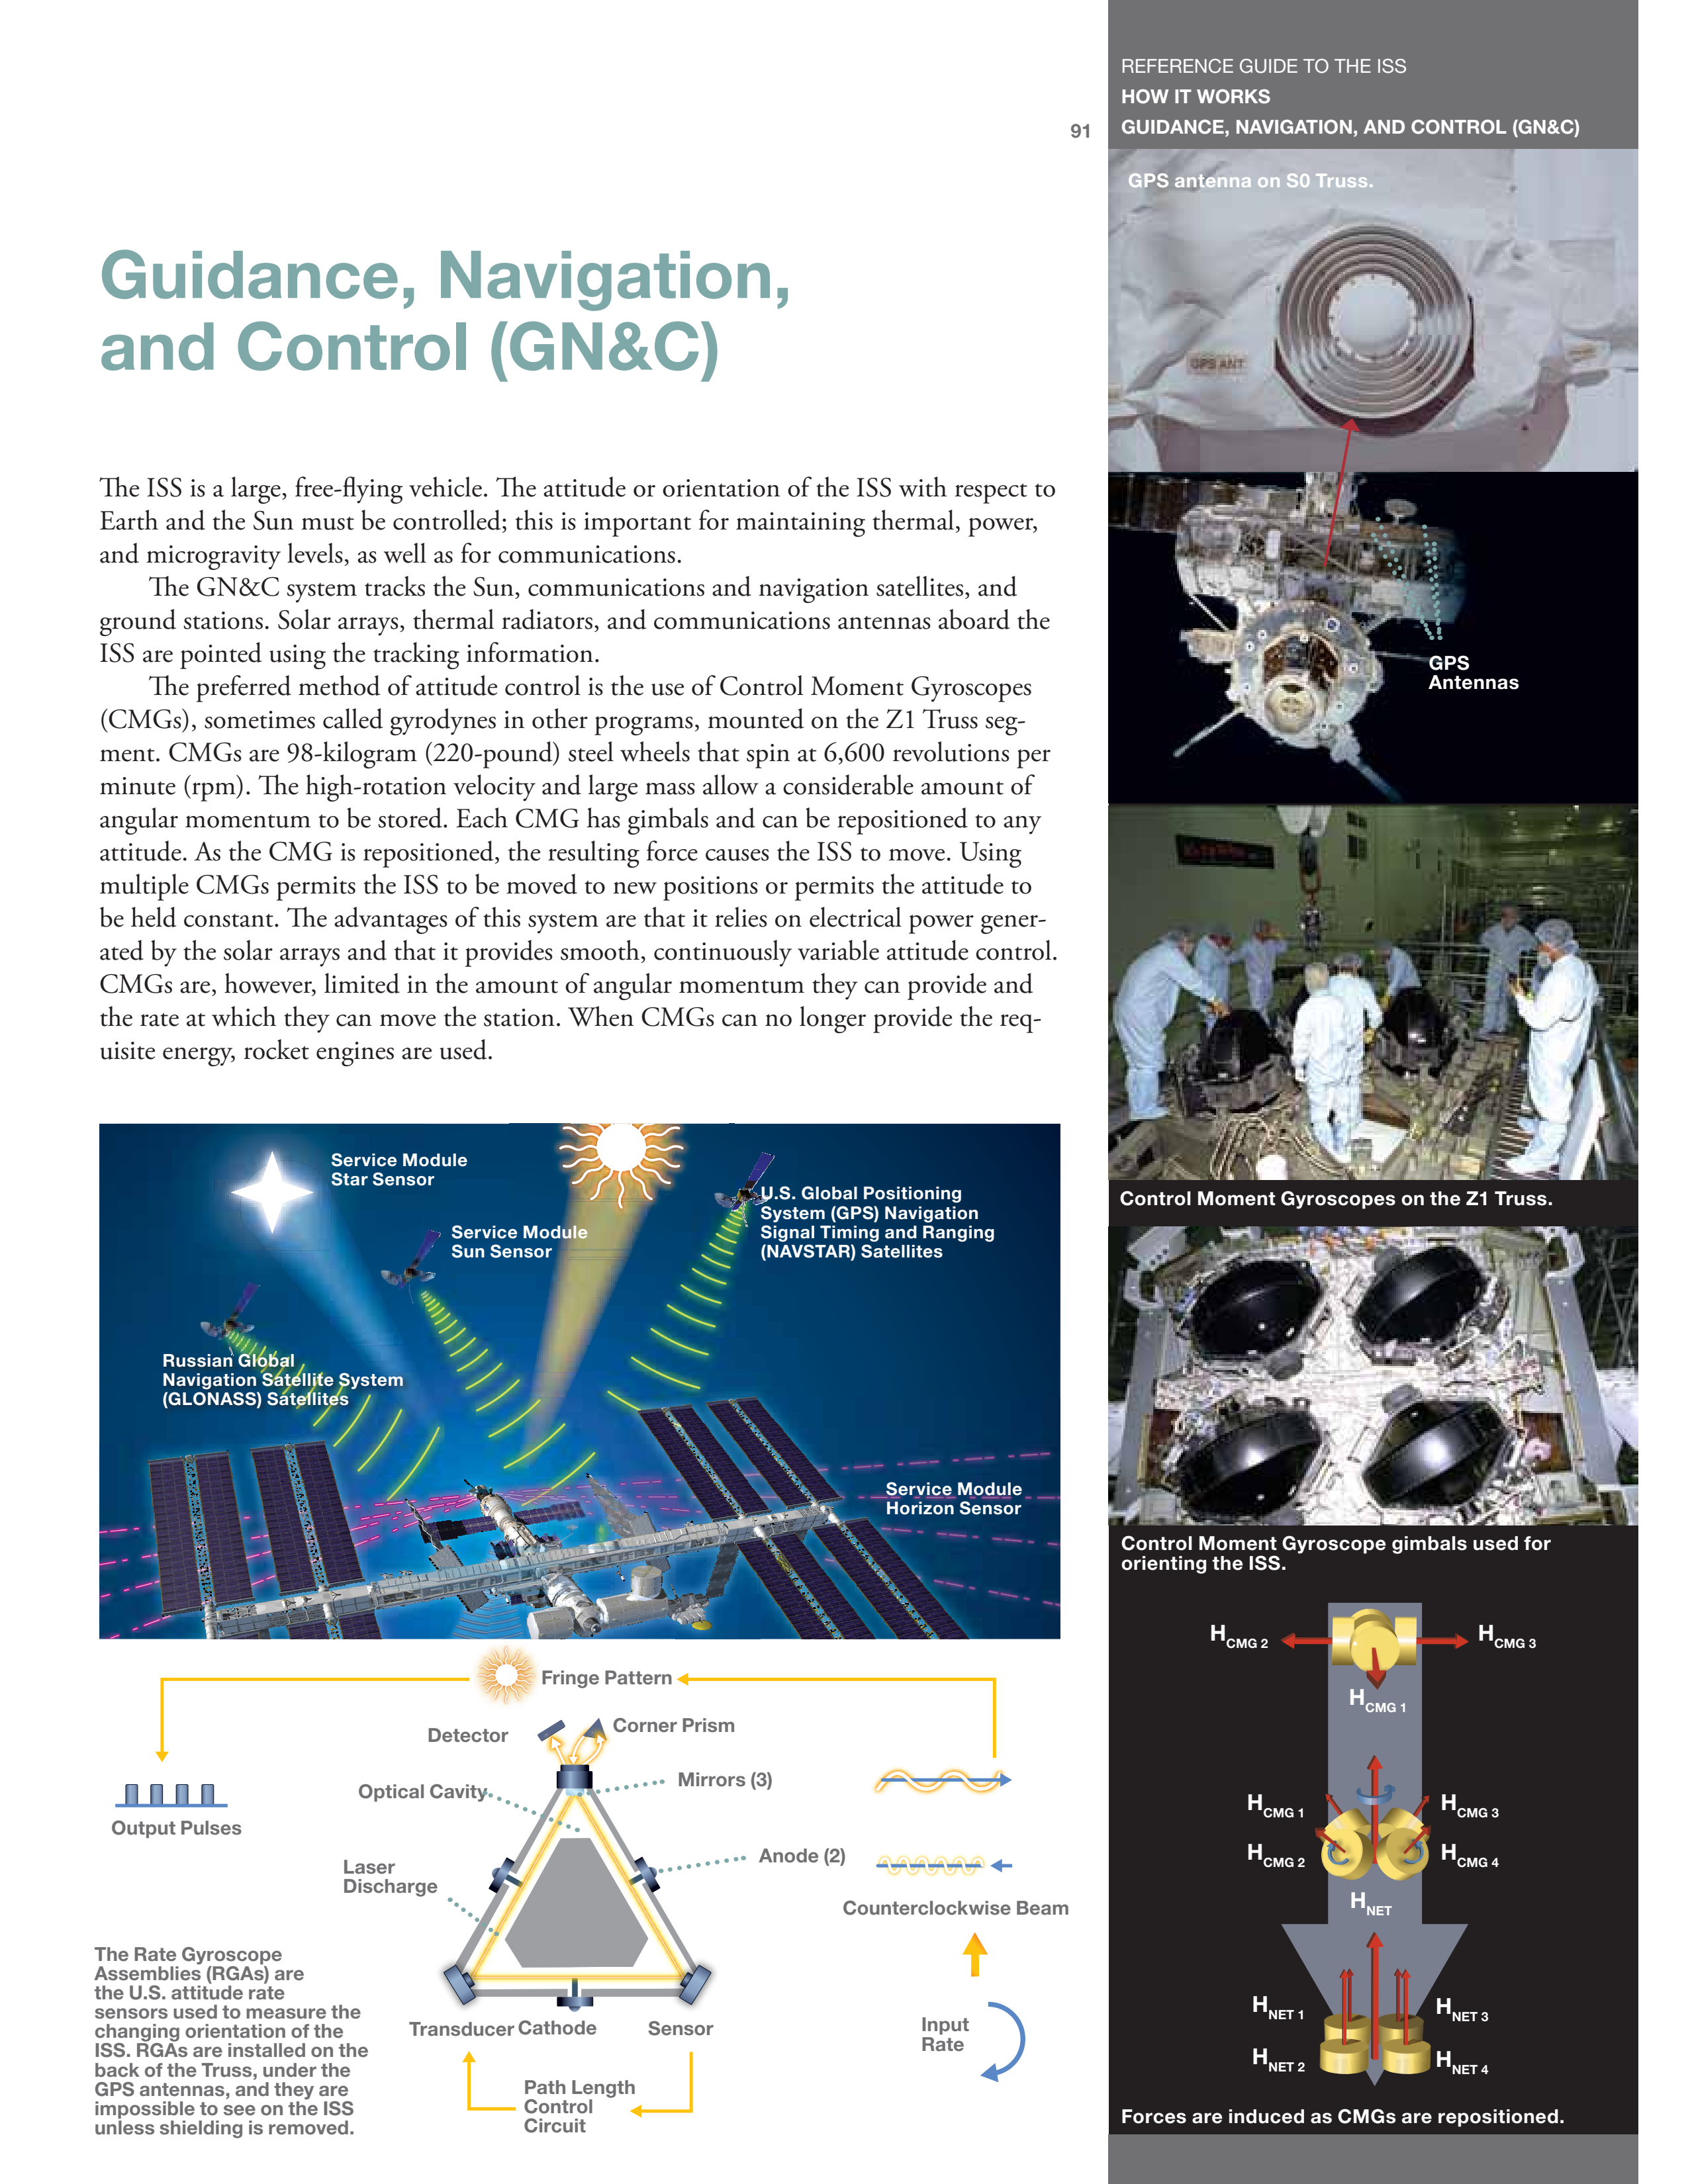 REFERENCE GUIDE TO THE ISS
HOW IT WORKS
91
GUIDANCE, NAVIGATION, AND CONTROL (GN&C)
Guidance, Navigation,
and Control (GN&C)
The ISS is a large, free-flying vehicle. The attitude or orientation of the ISS with respect to
Earth and the Sun must be controlled; this is important for maintaining thermal, power,
and microgravity levels, as well as for communications.
The GN&C system tracks the Sun, communications and navigation satellites, and
ground stations. Solar arrays, thermal radiators, and communications antennas aboard the
ISS are pointed using the tracking information.
The preferred method of attitude control is the use of Control Moment Gyroscopes
(CMGs), sometimes called gyrodynes in other programs, mounted on the Z1 Truss seg-
ment. CMGs are 98-kilogram (220-pound) steel wheels that spin at 6,600 revolutions per
minute (rpm). The high-rotation velocity and large mass allow a considerable amount of
angular momentum to be stored. Each CMG has gimbals and can be repositioned to any
attitude. As the CMG is repositioned, the resulting force causes the ISS to move. Using
multiple CMGs permits the ISS to be moved to new positions or permits the attitude to
be held constant. The advantages of this system are that it relies on electrical power gener-
ated by the solar arrays and that it provides smooth, continuously variable attitude control.
CMGs are, however, limited in the amount of angular momentum they can provide and
the rate at which they can move the station. When CMGs can no longer provide the req-
uisite energy, rocket engines are used.
Service Module
Star Sensor
Service Module
Sun Sensor
U.S. Global Positioning
System (GPS) Navigation
Signal Timing and Ranging
(NAVSTAR) Satellites
Russian Global
Navigation Satellite System
(GLONASS) Satellites
Service Module
Horizon Sensor
Fringe Pattern
Detector
Corner Prism
Optical Cavity
Mirrors (3)
Output Pulses
Anode (2)
Laser
Discharge
Counterclockwise Beam
The Rate Gyroscope
Assemblies (RGAs) are
the U.S. attitude rate
sensors used to measure the
changing orientation of the
ISS. RGAs are installed on the
back of the Truss, under the
GPS antennas, and they are
impossible to see on the ISS
unless shielding is removed.
Transducer
Cathode
Sensor
Input
Rate
Path Length
Control
Circuit
GPS antenna on S0 Truss.
GPS ANT
GPS
Antennas
Control Moment Gyroscopes on the Z1 Truss.
Control Moment Gyroscope gimbals used for
orienting the ISS.
H CMG 2
H CMG 3
H CMG 1
H CMG 1
H CMG 3
H CMG 2
H CMG 4
H NET
H NET 1
H NET 3
H NET 2
H NET 4
Forces are induced as CMGs are repositioned.